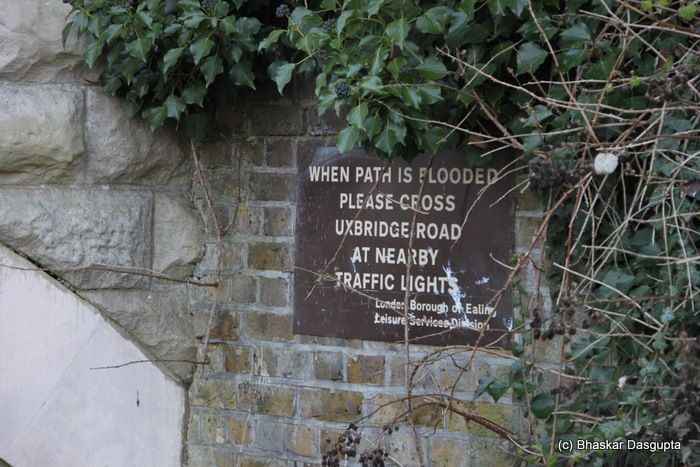 WHEN PATH IS FLOODED
PLEASE CROSS
UXBRIDGE ROAD
AT NEARBY
TRAFFIC LIGHTS
London Borough of Ealing
Leisure Services Division
(c) Bhaskar Dasgupta